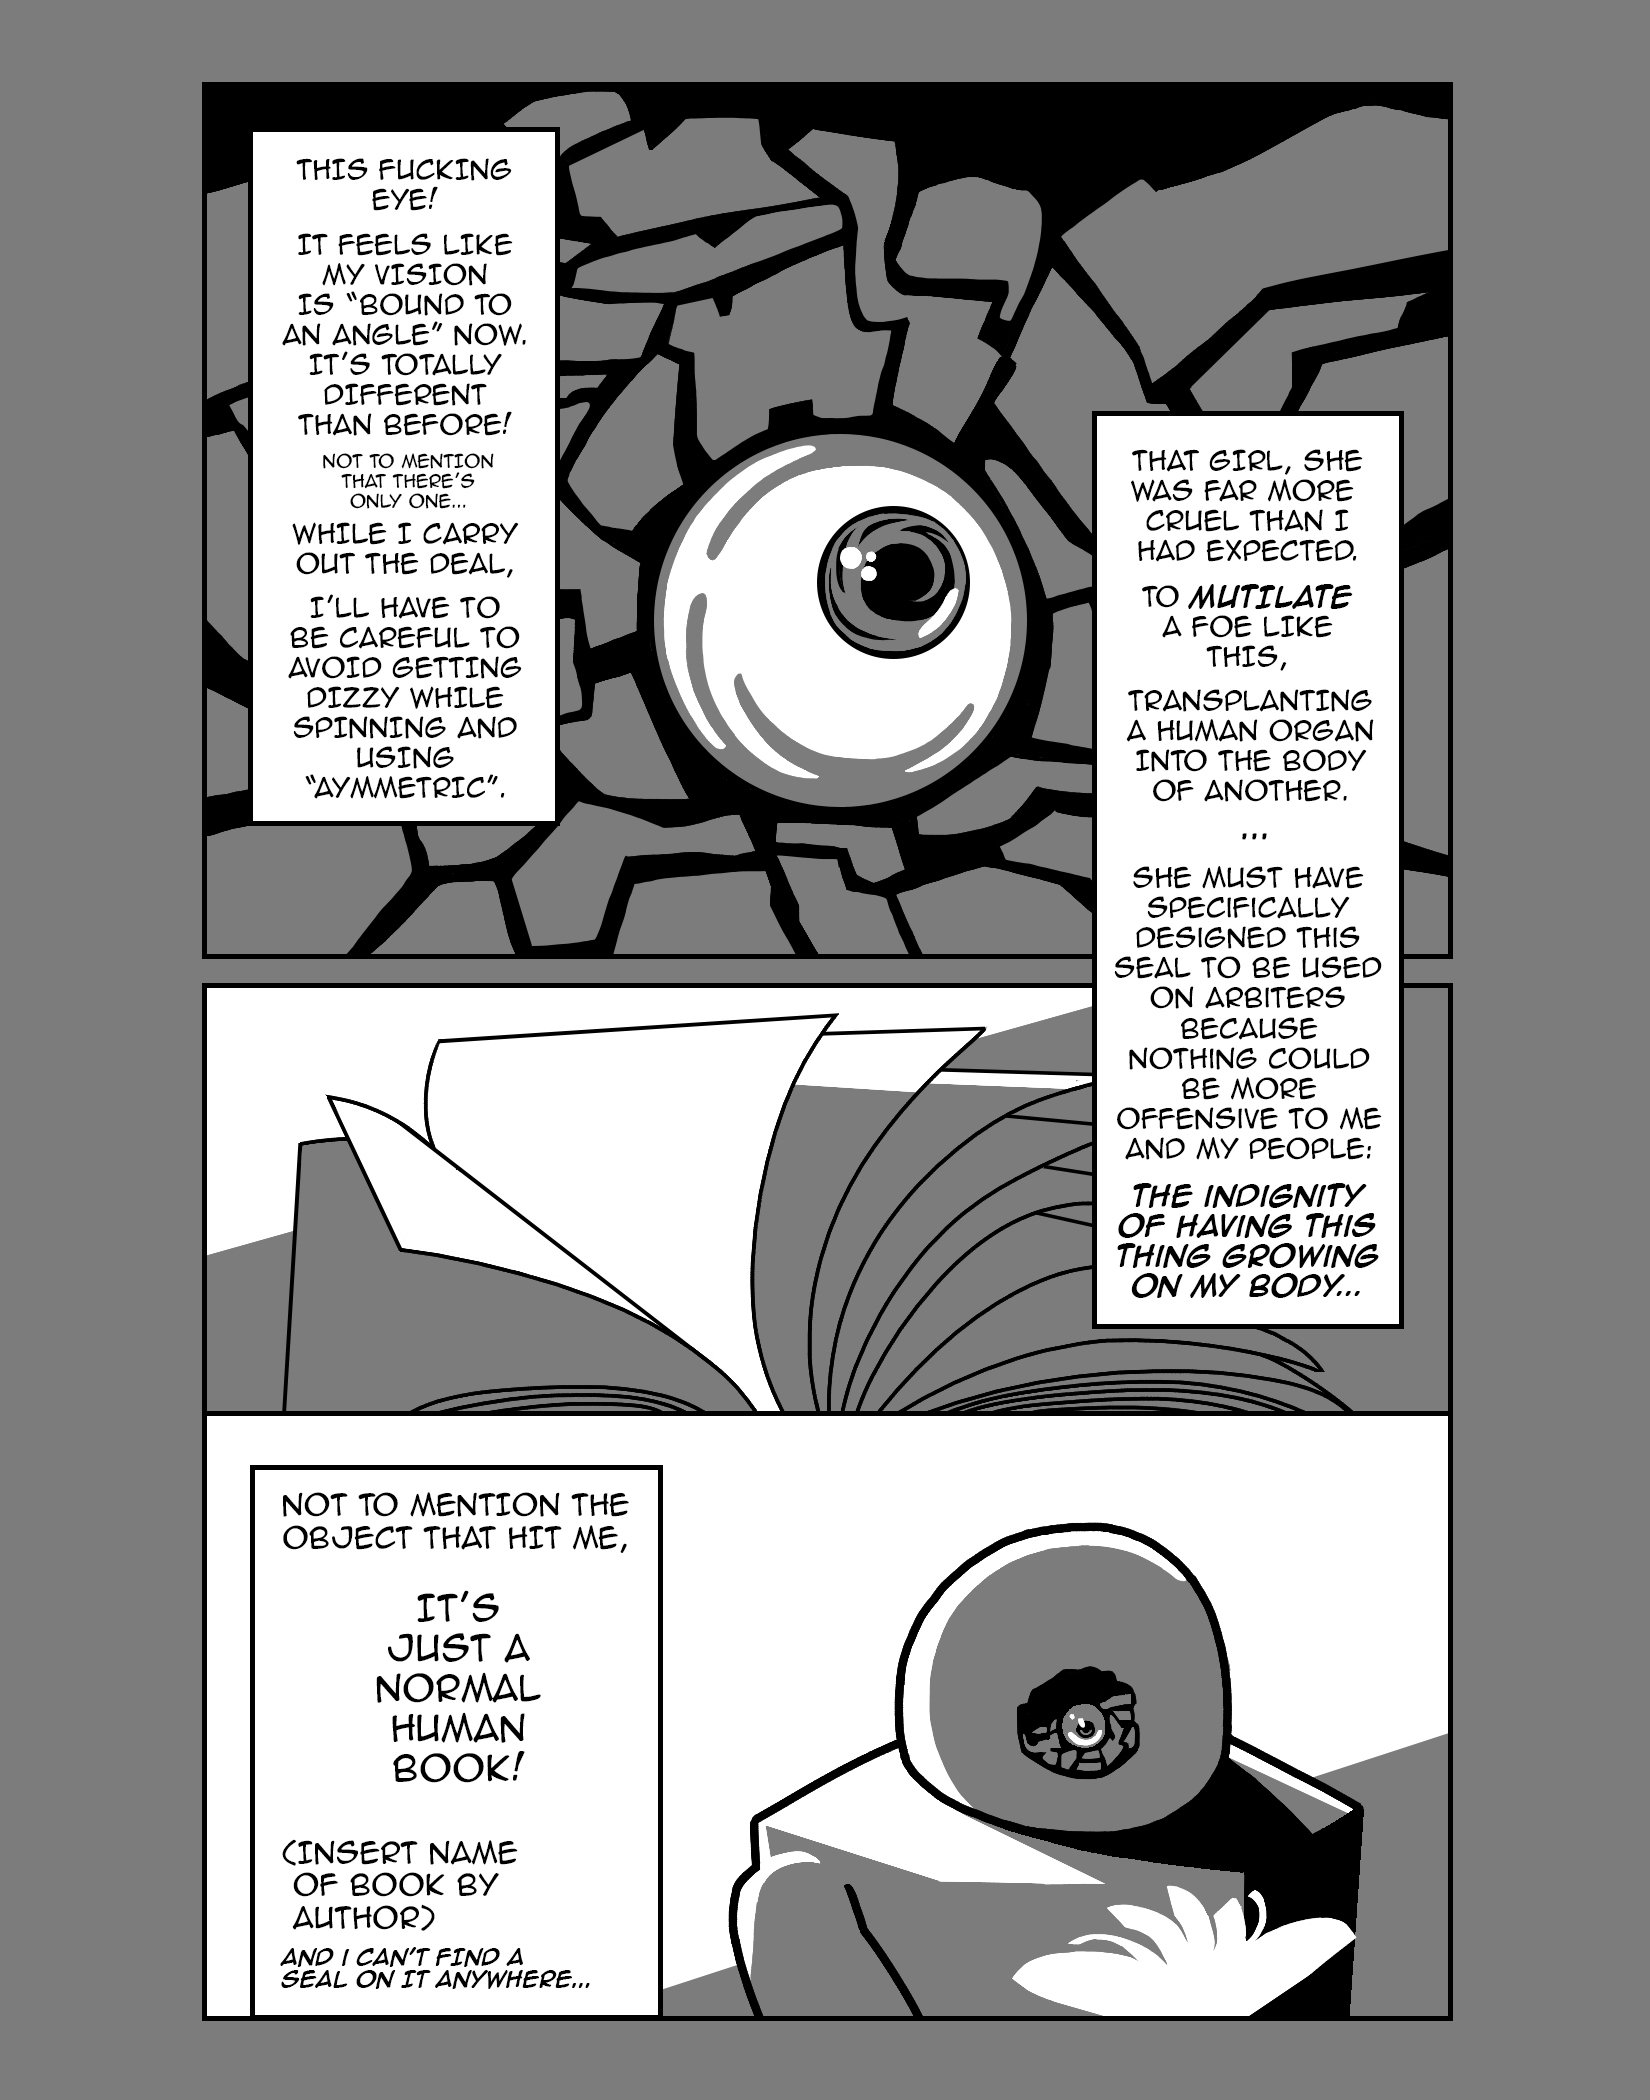 THIS FUCKING
EYE!
IT FEELS LIKE
MY VISION
IS "BOUND TO
AN ANGLE" NOW.
IT'S TOTALLY
DIFFERENT
THAN BEFORE!
NOT TO MENTION
THAT THERE'S
ONLY ONE...
WHILE I CARRY
OUT THE DEAL,
I'LL HAVE TO
BE CAREFUL TO
AVOID GETTING
DIZZY WHILE
SPINNING AND
USING
"AYMMETRIC".
THAT GIRL, SHE
WAS FAR MORE
CRUEL THAN I
HAD EXPECTED.
TO MUTILATE
A FOE LIKE
THIS,
TRANSPLANTING
A HUMAN ORGAN
INTO THE BODY
OF ANOTHER.
...
SHE MUST HAVE
SPECIFICALLY
DESIGNED THIS
SEAL TO BE USED
ON ARBITERS
BECAUSE
NOTHING COULD
BE MORE
OFFENSIVE TO ME
AND MY PEOPLE:
THE INDIGNITY
OF HAVING THIS
THING GROWING
ON MY BODY...
NOT TO MENTION THE
OBJECT THAT HIT ME,
IT'S
JUST A
NORMAL
HUMAN
BOOK!
(INSERT NAME
OF BOOK BY
AUTHOR)
AND I CAN'T FIND A
SEAL ON IT ANYWHERE...